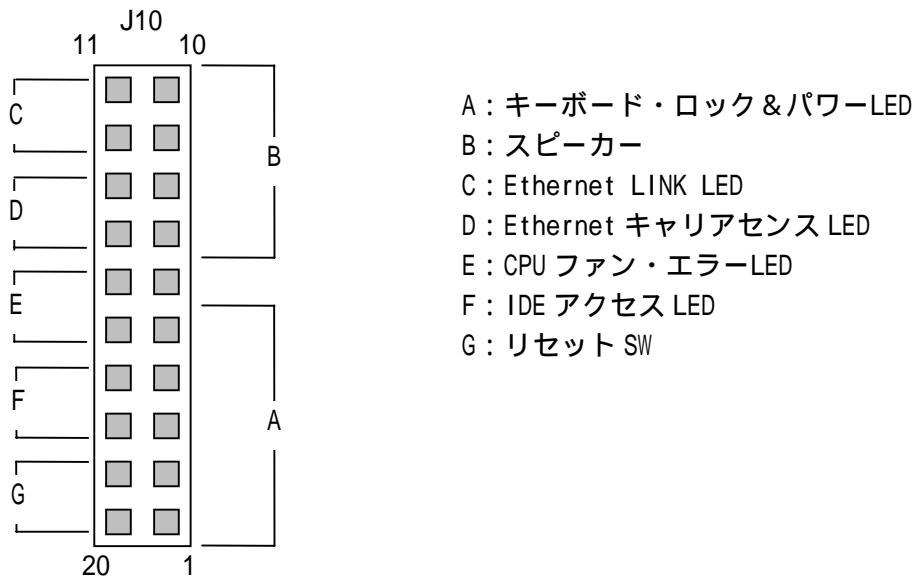 J10
11 10
C
D
E
F
G
B
A
20 1
A：キーボード・ロック＆パワーLED
B：スピーカー
C：Ethernet LINK LED
D：Ethernet キャリアセンス LED
E：CPU ファン・エラーLED
F：IDE アクセス LED
G：リセット SW